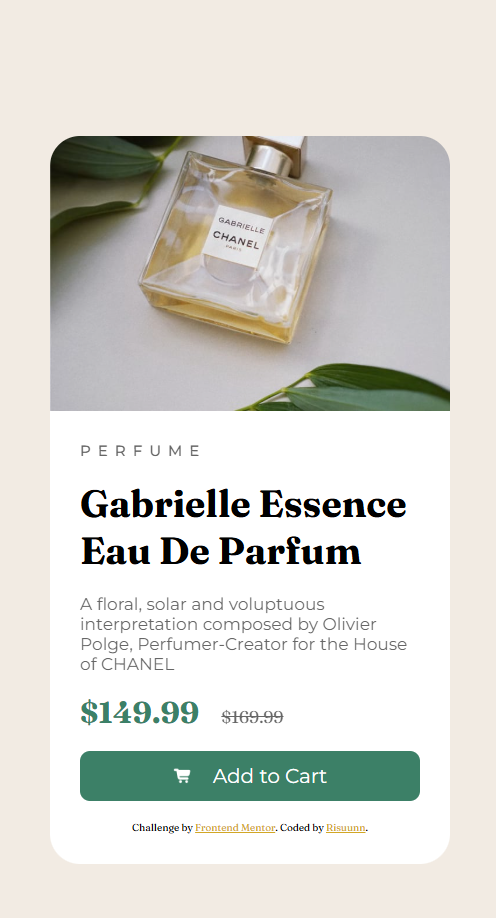 GABRIELLE
CHANEL
PARIS
PERFUME
Gabrielle Essence
Eau De Parfum
A floral, solar and voluptuous
interpretation composed by Olivier
Polge, Perfumer-Creator for the House
of CHANEL
$149.99 $169.99
Add to Cart
Challenge by Frontend Mentor. Coded by Risuunn.